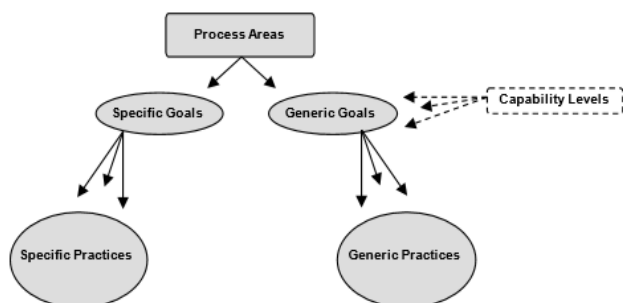 Process Areas
Specific Goals
Generic Goals
Capability Levels
Specific Practices
Generic Practices